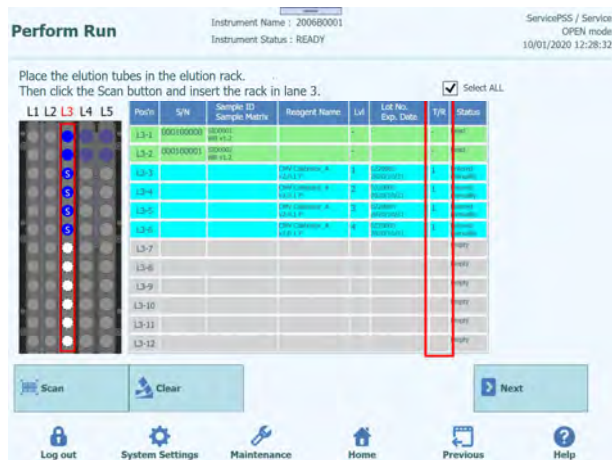 Perform Run
Instrument Name : 2006B0001
Instrument Status : READY
ServicePSS / Service
OPEN mode
10/01/2020 12:28:32
Place the elution tubes in the elution rack.
Then click the Scan button and insert the rack in lane 3.
Select ALL
L1 L2 L3 L4 L5
Pos'n S/N Sample ID Sample Matrix Reagent Name Lvl Lot No. Exp. Date T/R Status
L3-1 000100000 - -
L3-2 000100001 - -
L3-3 1 1
L3-4 2 1
L3-5 3 1
L3-6 4 1
L3-7 Empty
L3-8 Empty
L3-9 Empty
L3-10 Empty
L3-11 Empty
L3-12 Empty
S
S
S
S
Scan
Clear
Next
Log out
System Settings
Maintenance
Home
Previous
Help